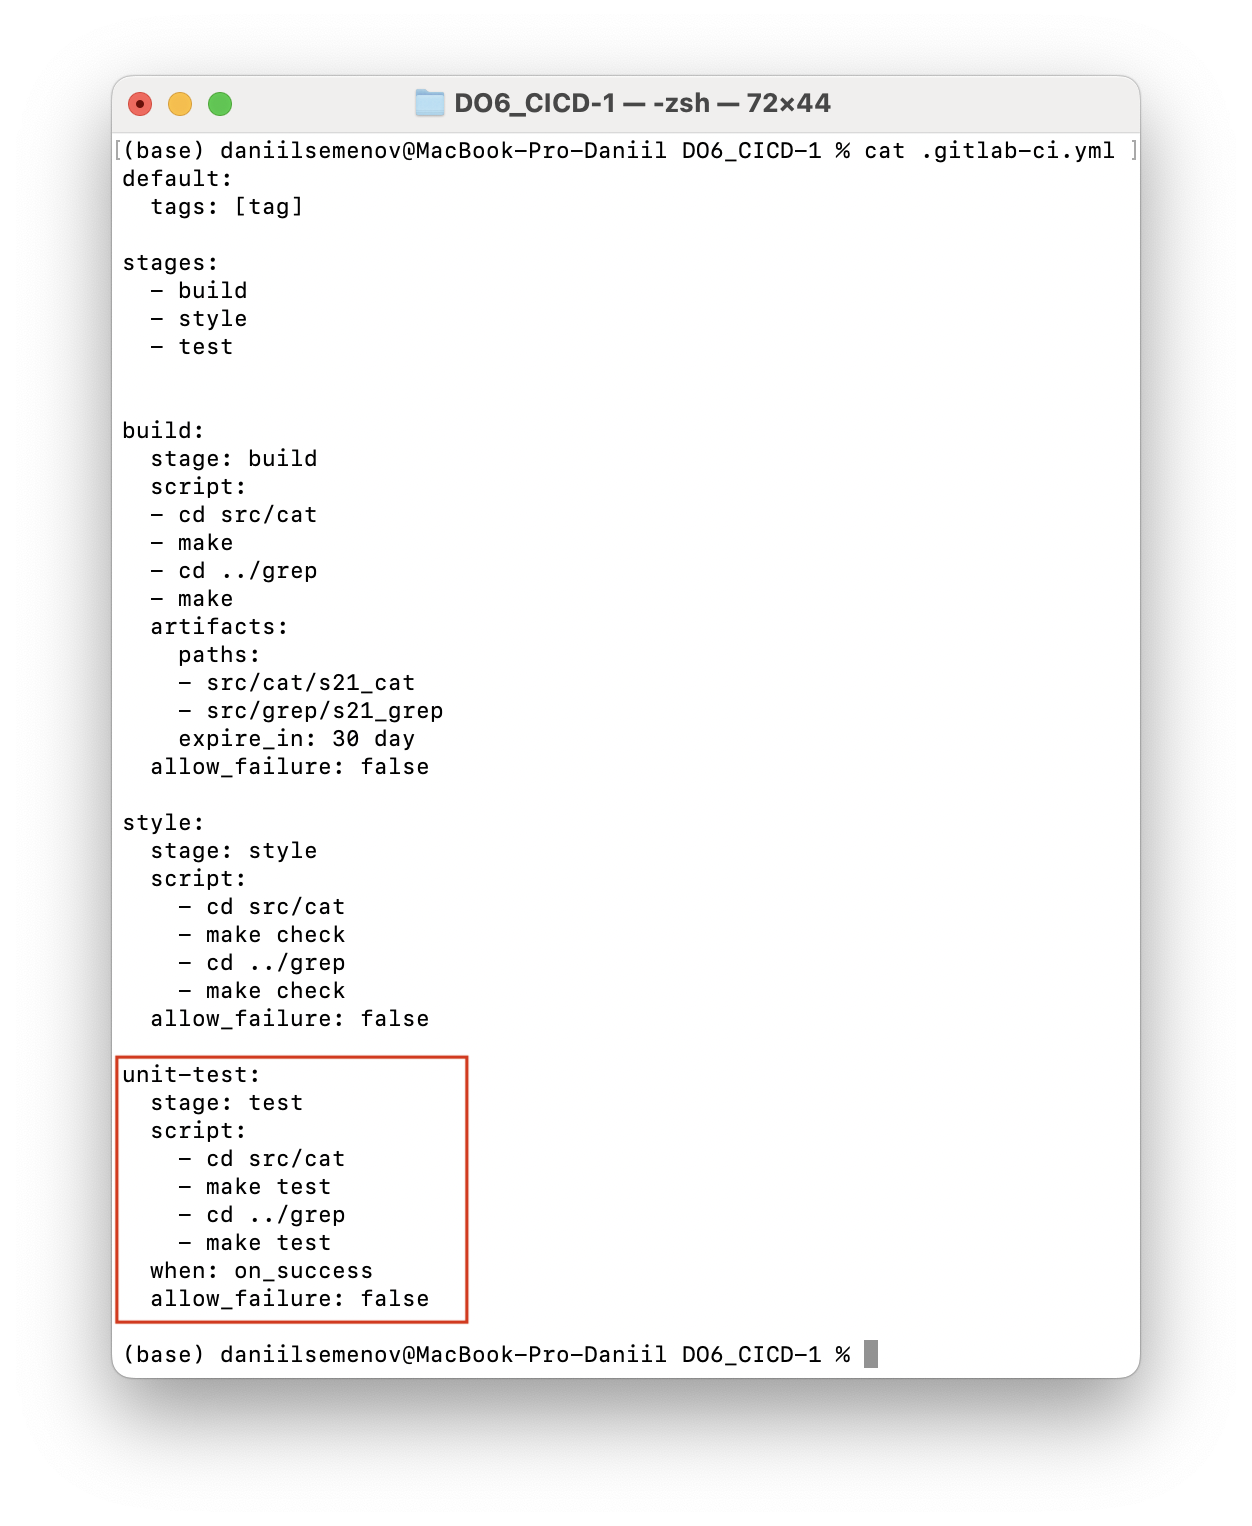 DO6_CICD-1 — -zsh — 72×44
[(base) daniilsemenov@MacBook-Pro-Daniil DO6_CICD-1 % cat .gitlab-ci.yml ]
default:
  tags: [tag]

stages:
  - build
  - style
  - test


build:
  stage: build
  script:
  - cd src/cat
  - make
  - cd ../grep
  - make
  artifacts:
    paths:
    - src/cat/s21_cat
    - src/grep/s21_grep
    expire_in: 30 day
  allow_failure: false

style:
  stage: style
  script:
    - cd src/cat
    - make check
    - cd ../grep
    - make check
  allow_failure: false

unit-test:
  stage: test
  script:
    - cd src/cat
    - make test
    - cd ../grep
    - make test
  when: on_success
  allow_failure: false

(base) daniilsemenov@MacBook-Pro-Daniil DO6_CICD-1 %